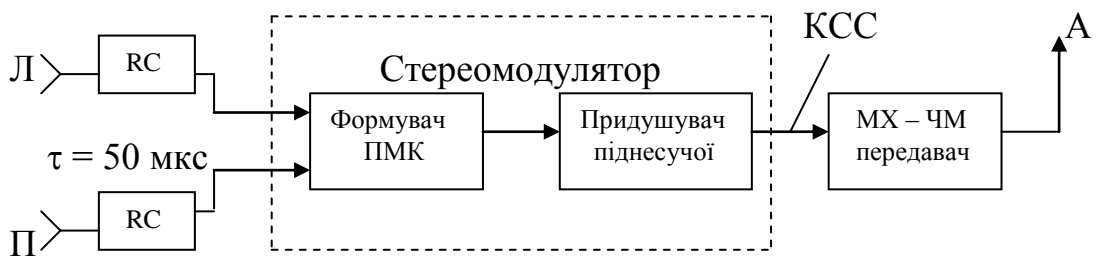 КСС
А
Л
RC
Стереомодулятор
Формувач
ПМК
Придушувач
піднесучої
МХ – ЧМ
передавач
τ = 50 мкс
П
RC